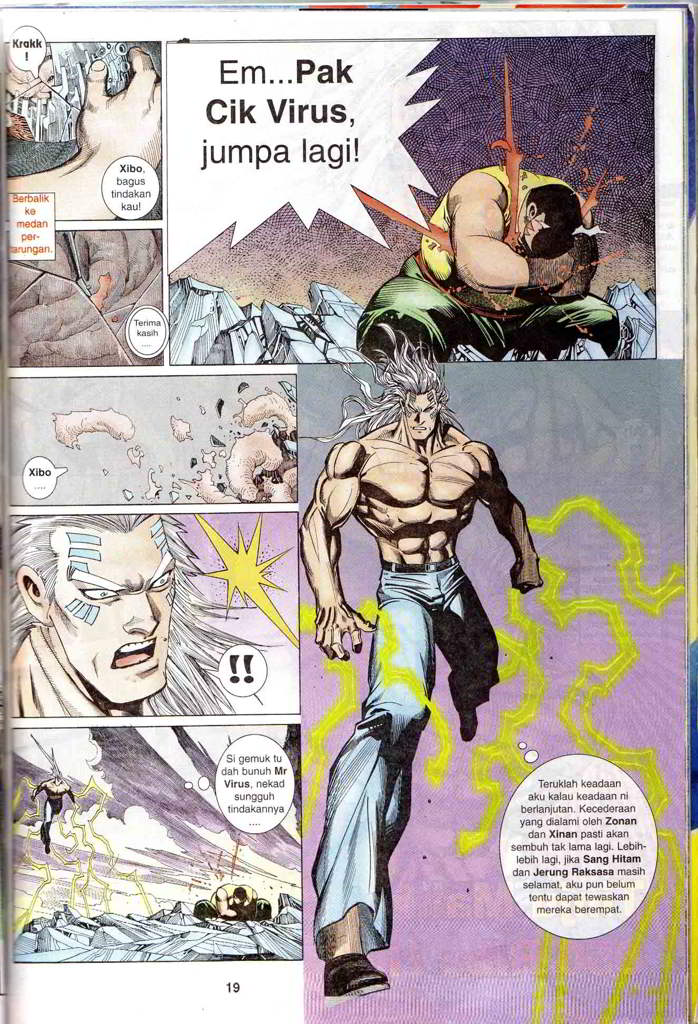 Krakk
!
Xibo,
bagus
tindakan
kau!
Em...Pak
Cik Virus,
jumpa lagi!
Berbalik
ke
medan
per-
tarungan.
Terima
kasih
....
Xibo
....
!!
Si gemuk tu
dah bunuh Mr
Virus, nekad
sungguh
tindakannya
....
Teruklah keadaan
aku kalau keadaan ni
berlanjutan. Kecederaan
yang dialami oleh Zonan
dan Xinan pasti akan
sembuh tak lama lagi. Lebih-
lebih lagi, jika Sang Hitam
dan Jerung Raksasa masih
selamat, aku pun belum
tentu dapat tewaskan
mereka berempat.
19